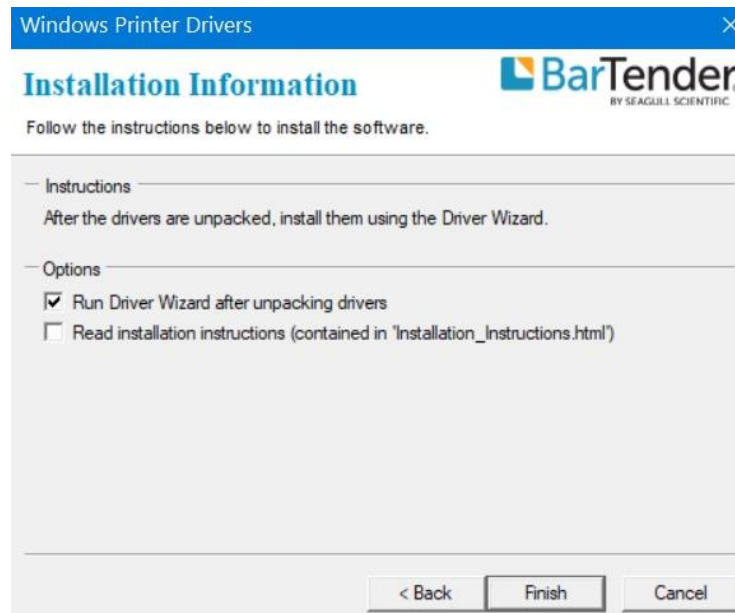 Windows Printer Drivers
Installation Information
BarTender
BY SEAGULL SCIENTIFIC
Follow the instructions below to install the software.
Instructions
After the drivers are unpacked, install them using the Driver Wizard.
Options
Run Driver Wizard after unpacking drivers
Read installation instructions (contained in 'Installation_Instructions.html')
< Back
Finish
Cancel